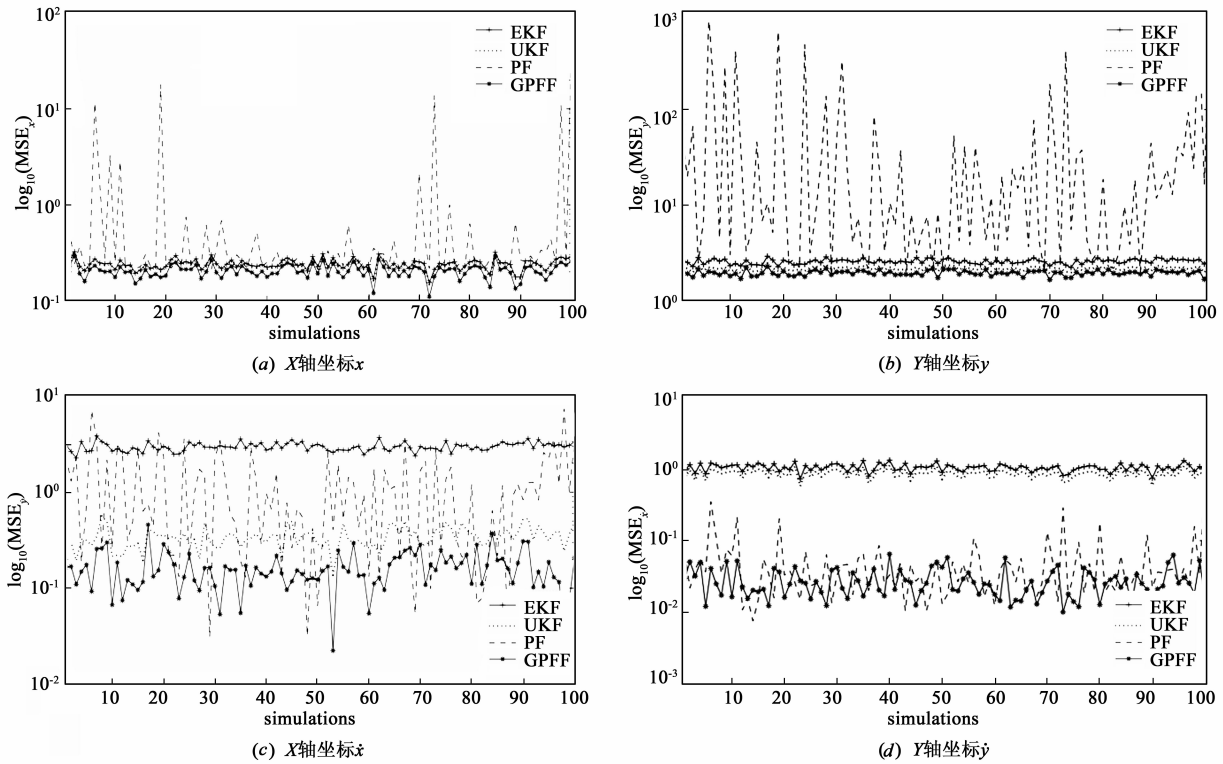 10²
10¹
10⁰
10⁻¹
log₁₀(MSEₓ)
EKF
UKF
PF
GPFF
10 20 30 40 50 60 70 80 90 100
simulations
(a) X轴坐标x
10³
10²
10¹
10⁰
log₁₀(MSE_y)
EKF
UKF
PF
GPFF
10 20 30 40 50 60 70 80 90 100
simulations
(b) Y轴坐标y
10¹
10⁰
10⁻¹
10⁻²
log₁₀(MSE_ẏ)
EKF
UKF
PF
GPFF
10 20 30 40 50 60 70 80 90 100
simulations
(c) X轴坐标ẋ
10¹
10⁰
10⁻¹
10⁻²
10⁻³
log₁₀(MSE_ẋ)
EKF
UKF
PF
GPFF
10 20 30 40 50 60 70 80 90 100
simulations
(d) Y轴坐标ẏ